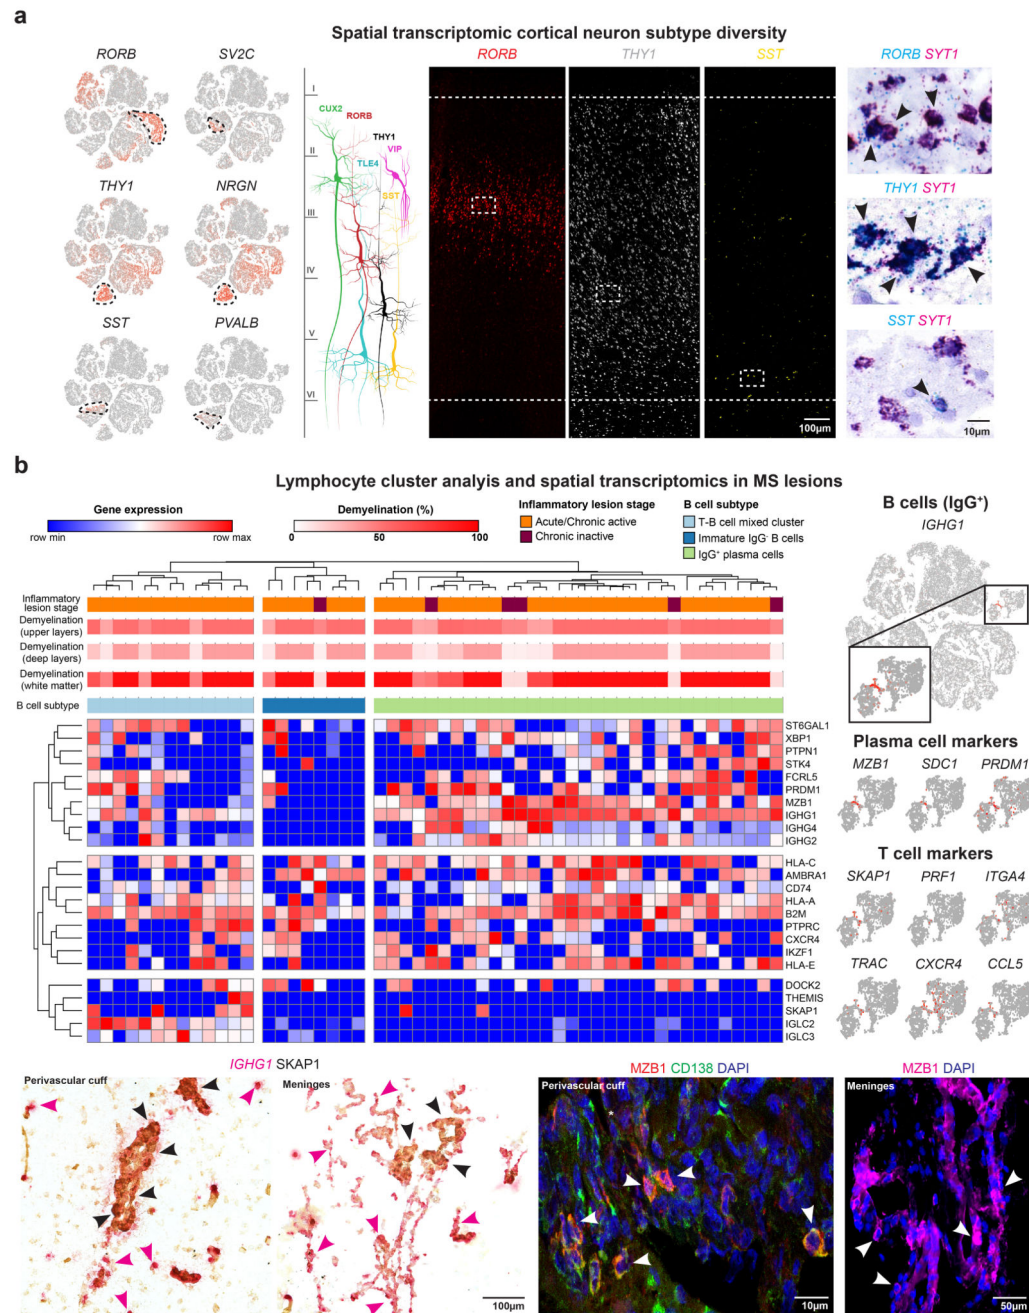 a
Spatial transcriptomic cortical neuron subtype diversity
RORB SV2C
THY1 NRGN
SST PVALB
I
II
III
IV
V
VI
CUX2
RORB
THY1
VIP
TLE4
SST
RORB THY1 SST
100µm
RORB SYT1
THY1 SYT1
SST SYT1
10µm
b
Lymphocyte cluster analyis and spatial transcriptomics in MS lesions
Gene expression
row min row max
Demyelination (%)
0 50 100
Inflammatory lesion stage
Acute/Chronic active
Chronic inactive
B cell subtype
T-B cell mixed cluster
Immature IgG⁻ B cells
IgG⁺ plasma cells
Inflammatory
lesion stage
Demyelination
(upper layers)
Demyelination
(deep layers)
Demyelination
(white matter)
B cell subtype
ST6GAL1
XBP1
PTPN1
STK4
FCRL5
PRDM1
MZB1
IGHG1
IGHG4
IGHG2
HLA-C
AMBRA1
CD74
HLA-A
B2M
PTPRC
CXCR4
IKZF1
HLA-E
DOCK2
THEMIS
SKAP1
IGLC2
IGLC3
B cells (IgG⁺)
IGHG1
Plasma cell markers
MZB1 SDC1 PRDM1
T cell markers
SKAP1 PRF1 ITGA4
TRAC CXCR4 CCL5
IGHG1 SKAP1
Perivascular cuff
Meninges
100µm
MZB1 CD138 DAPI
Perivascular cuff
*
10µm
MZB1 DAPI
Meninges
50µm